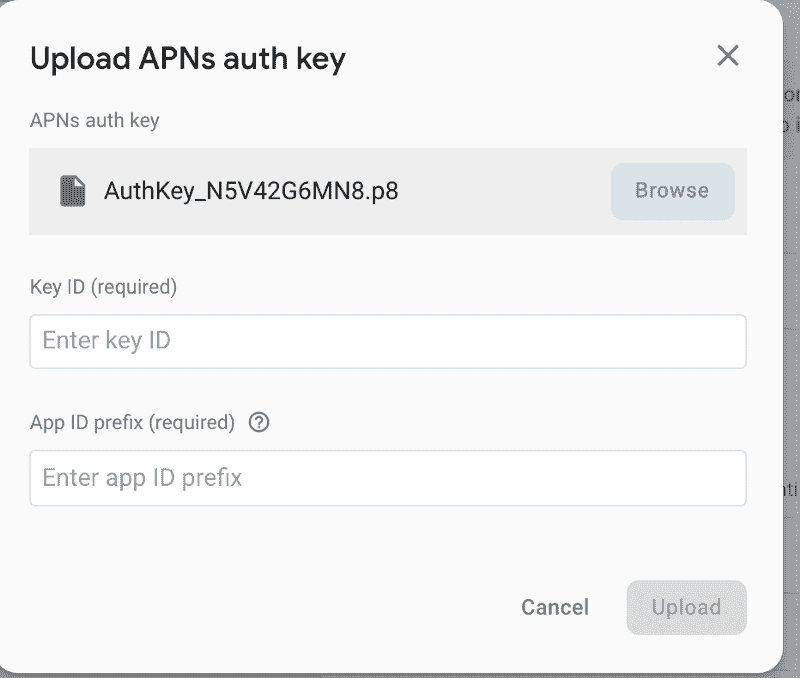 Upload APNs auth key
APNs auth key
AuthKey_N5V42G6MN8.p8
Browse
Key ID (required)
Enter key ID
App ID prefix (required)
Enter app ID prefix
Cancel
Upload